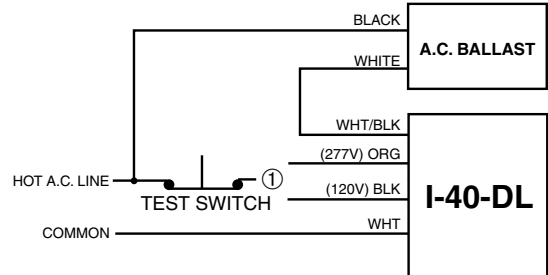 BLACK
A.C. BALLAST
WHITE
WHT/BLK
(277V) ORG
HOT A.C. LINE
①
(120V) BLK
I-40-DL
TEST SWITCH
COMMON
WHT